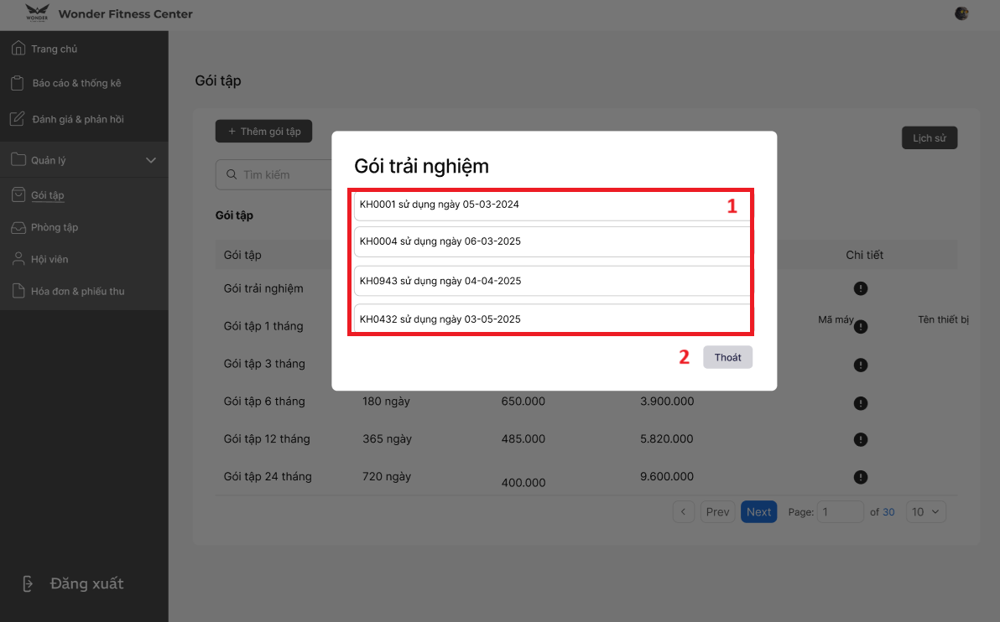 WONDER
Wonder Fitness Center
Trang chủ
Báo cáo & thống kê
Đánh giá & phản hồi
Quản lý
Gói tập
Phòng tập
Hội viên
Hóa đơn & phiếu thu
Đăng xuất
Gói tập
+ Thêm gói tập
Lịch sử
Tìm kiếm
Gói tập
Gói tập Chi tiết
Gói trải nghiệm
Gói tập 1 tháng
Mã máy Tên thiết bị
Gói tập 3 tháng
Gói tập 6 tháng 180 ngày 650.000 3.900.000
Gói tập 12 tháng 365 ngày 485.000 5.820.000
Gói tập 24 tháng 720 ngày 400.000 9.600.000
Prev Next Page: 1 of 30 10
Gói trải nghiệm
KH0001 sử dụng ngày 05-03-2024 1
KH0004 sử dụng ngày 06-03-2025
KH0943 sử dụng ngày 04-04-2025
KH0432 sử dụng ngày 03-05-2025
2 Thoát